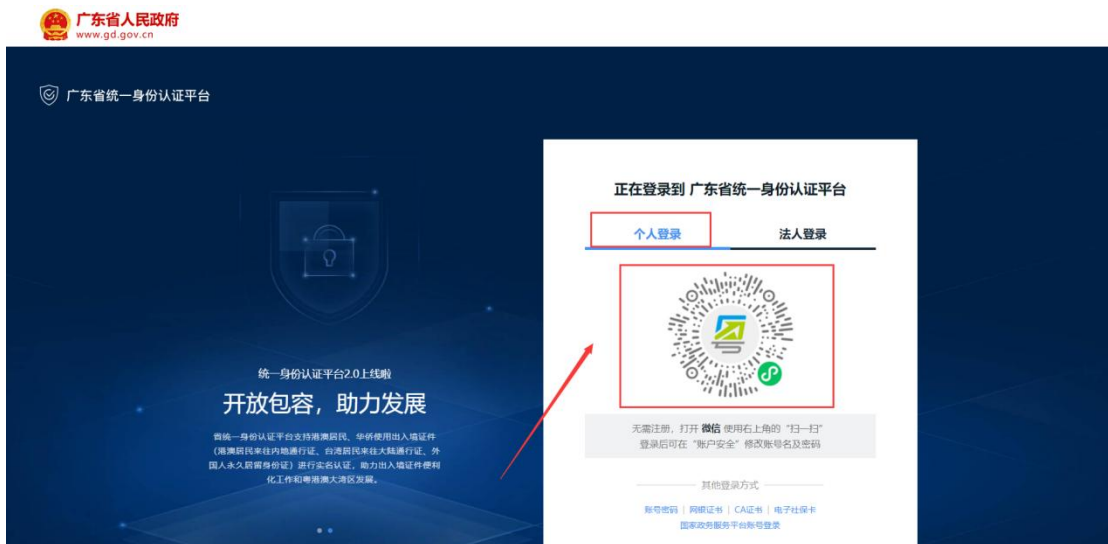 广东省人民政府
www.gd.gov.cn
广东省统一身份认证平台
统一身份认证平台2.0上线啦
开放包容，助力发展
省统一身份认证平台支持港澳居民、华侨使用出入境证件
（港澳居民来往内地通行证、台湾居民来往大陆通行证、外
国人永久居留身份证）进行实名认证，助力出入境证件便利
化工作和粤港澳大湾区发展。
正在登录到 广东省统一身份认证平台
个人登录 法人登录
无需注册，打开 微信 使用右上角的 “扫一扫”
登录后可在 “账户安全” 修改账号名及密码
其他登录方式
账号密码 | 网银证书 | CA证书 | 电子社保卡
国家政务服务平台账号登录